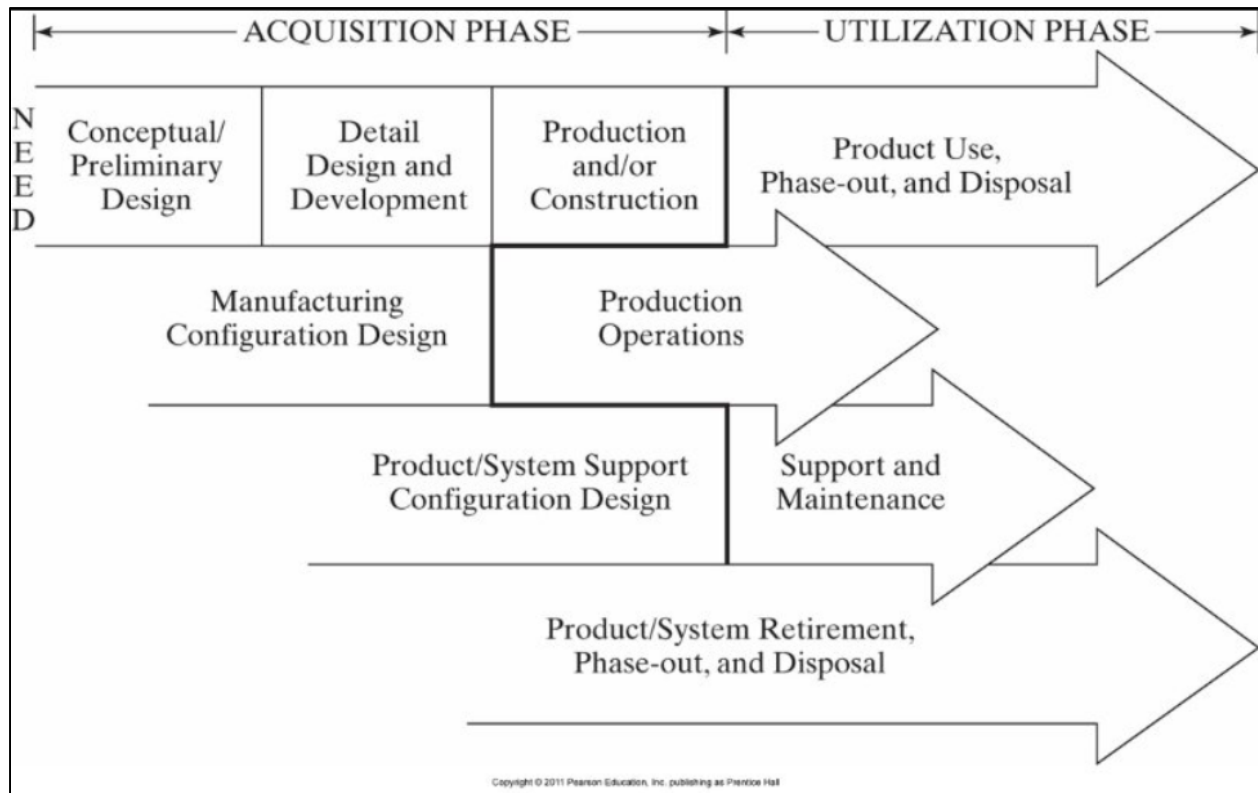 ACQUISITION PHASE
UTILIZATION PHASE
NEED
Conceptual/
Preliminary
Design
Detail
Design and
Development
Production
and/or
Construction
Product Use,
Phase-out, and Disposal
Manufacturing
Configuration Design
Production
Operations
Product/System Support
Configuration Design
Support and
Maintenance
Product/System Retirement,
Phase-out, and Disposal
Copyright © 2011 Pearson Education, Inc. publishing as Prentice Hall